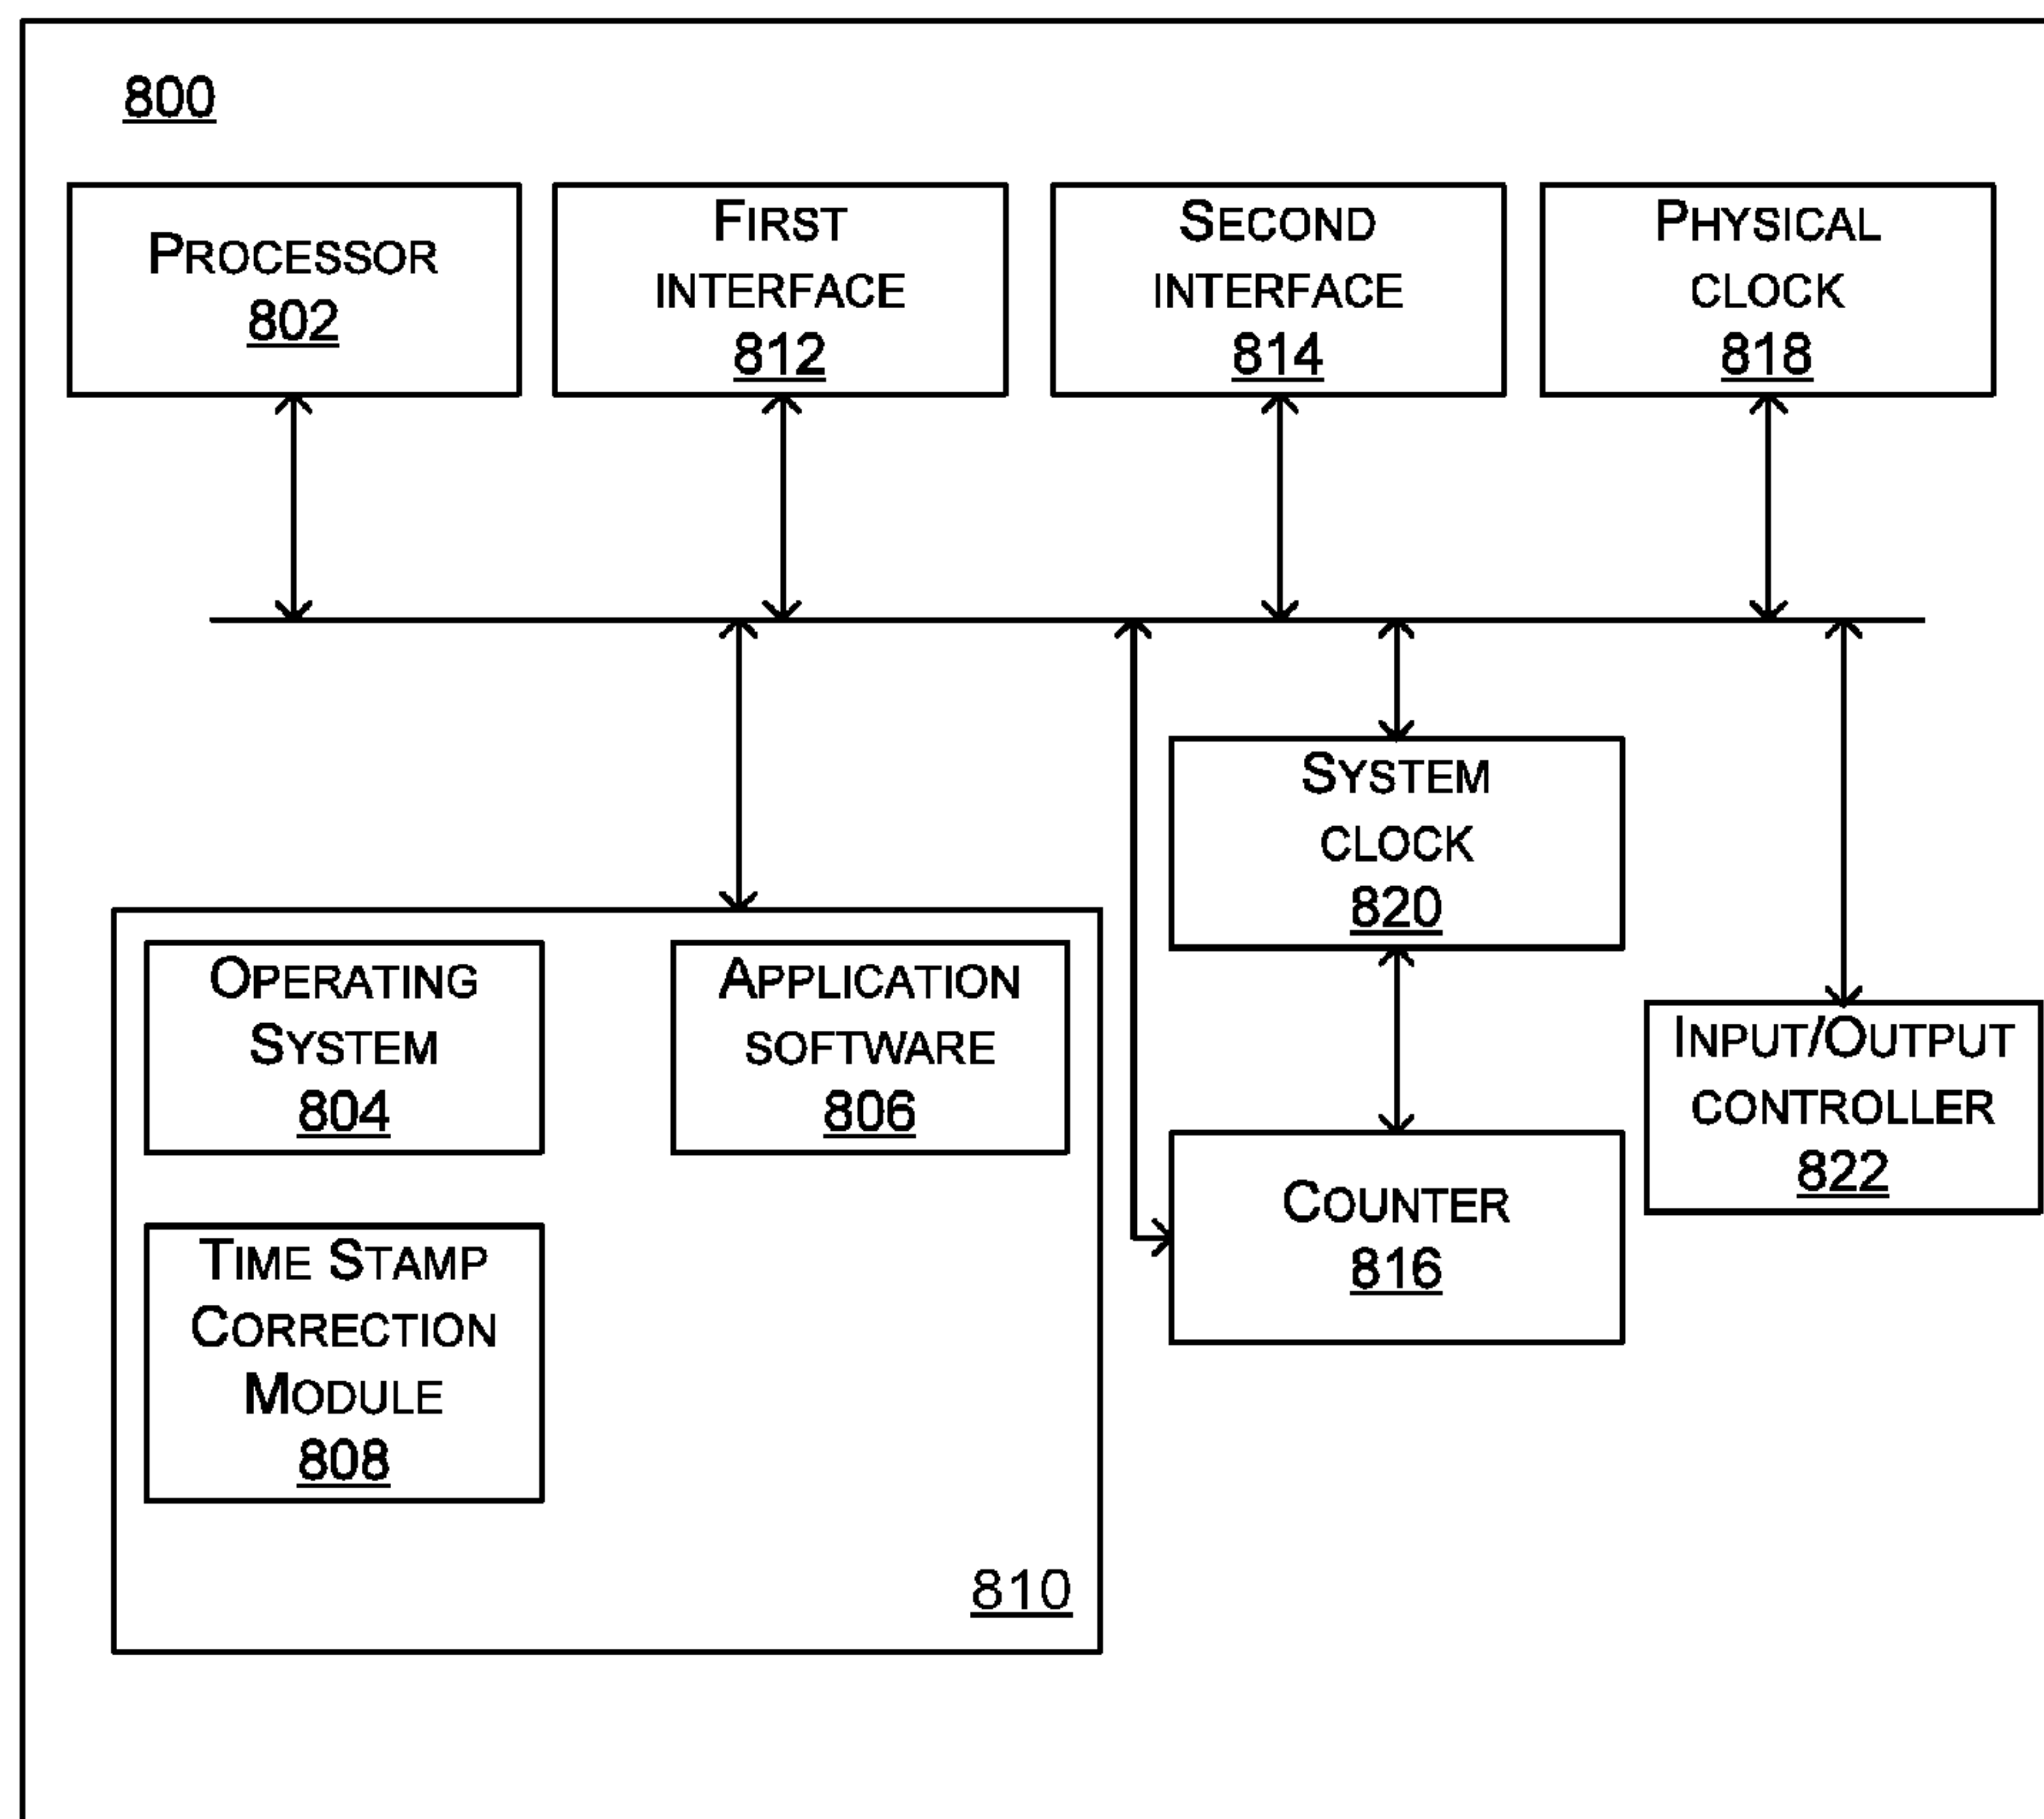 800
PROCESSOR
802
FIRST
INTERFACE
812
SECOND
INTERFACE
814
PHYSICAL
CLOCK
818
SYSTEM
CLOCK
820
OPERATING
SYSTEM
804
APPLICATION
SOFTWARE
806
INPUT/OUTPUT
CONTROLLER
822
COUNTER
816
TIME STAMP
CORRECTION
MODULE
808
810